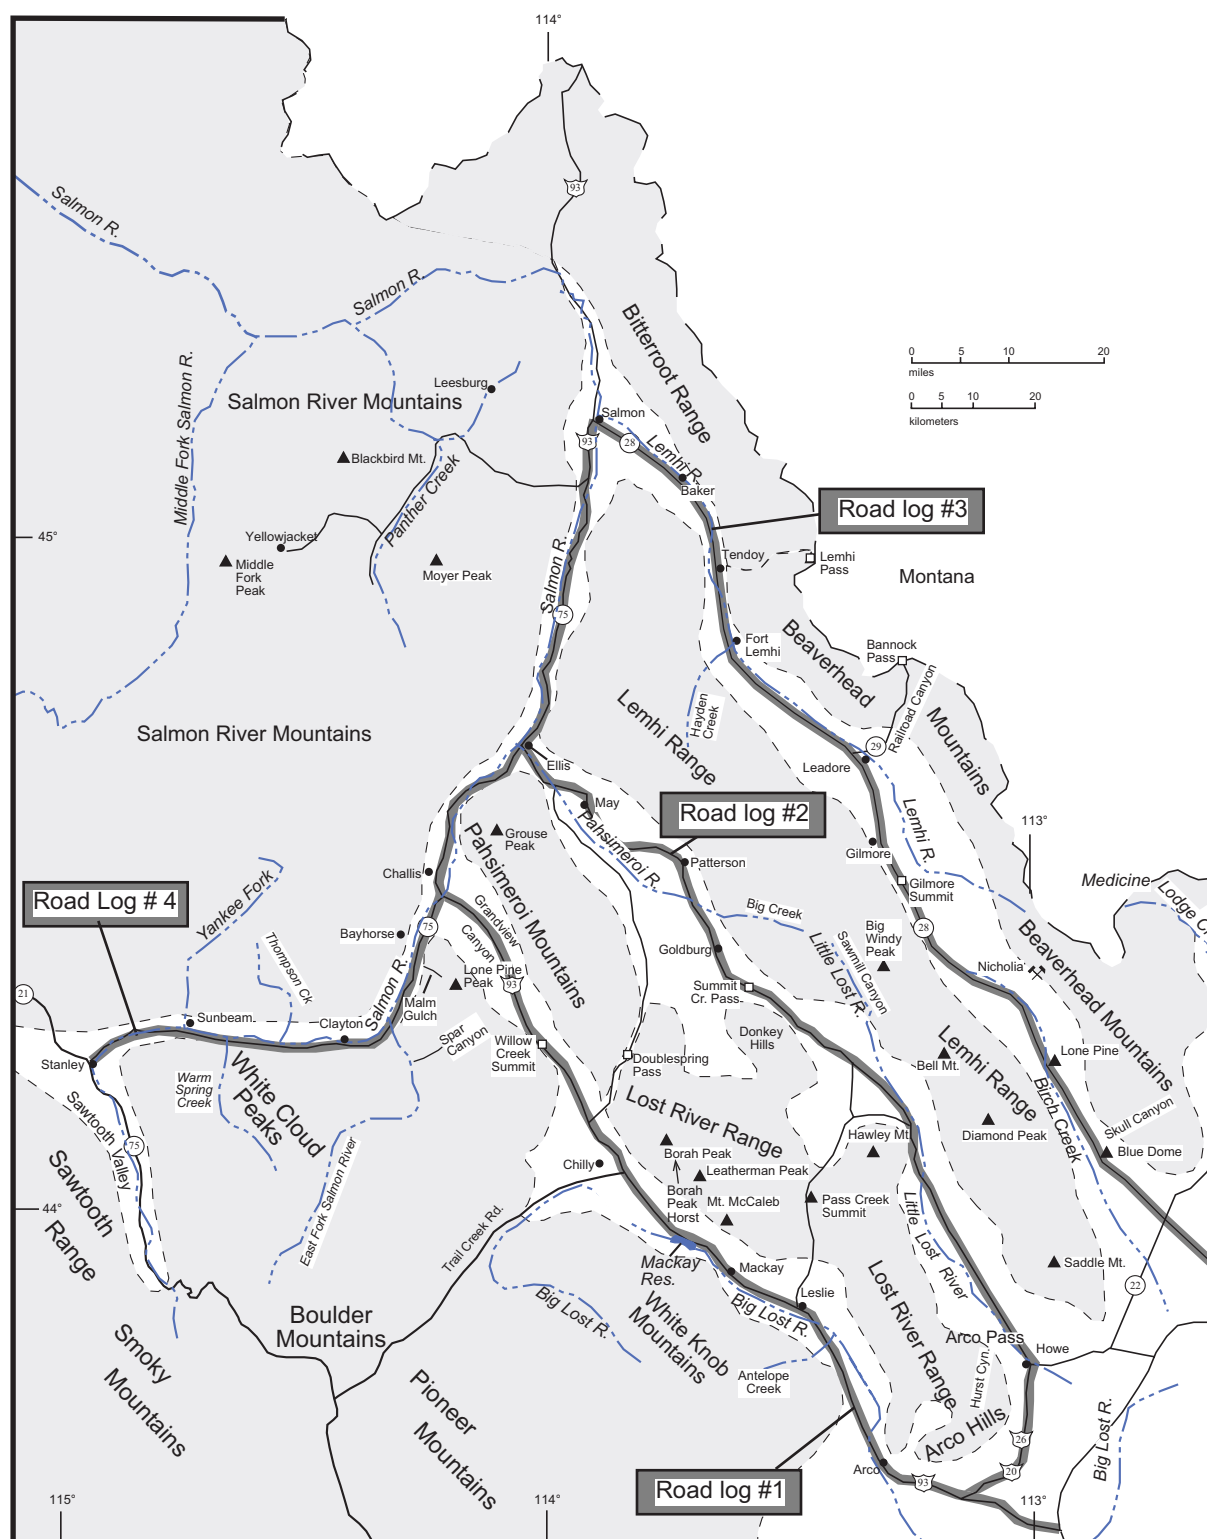 114°
93
Salmon R.
Salmon R.
Bitterroot Range
0 5 10 20
miles
0 5 10 20
kilometers
Middle Fork Salmon R.
Leesburg
Salmon River Mountains
Salmon
93
28
Lemhi R.
Blackbird Mt.
Panther Creek
Baker
Road log #3
45°
Yellowjacket
Middle
Fork
Peak
Moyer Peak
Salmon R.
Tendoy
Lemhi
Pass
Montana
75
Fort
Lemhi
Beaverhead
Mountains
Bannock
Pass
Railroad Canyon
Hayden
Creek
Lemhi Range
Salmon River Mountains
29
Leadore
Ellis
May
Road log #2
Lemhi R.
113°
Pahsimeroi R.
Grouse
Peak
Pahsimeroi Mountains
Gilmore
Patterson
Challis
Gilmore
Summit
Medicine
Lodge Cr.
Road Log # 4
Yankee Fork
Grandview
Canyon
Big Creek
Big
Windy
Peak
28
Bayhorse
75
Thompson Ck
Goldburg
Little Lost R.
Sawmill Canyon
Beaverhead Mountains
Nicholia
Lone Pine
Peak
93
Summit
Cr. Pass
21
Salmon R.
Malm
Gulch
Sunbeam
Clayton
Spar
Canyon
Willow
Creek
Summit
Donkey
Hills
Doublespring
Pass
Lemhi Range
Bell Mt.
Lone Pine
Stanley
Warm
Spring
Creek
White Cloud
Peaks
Birch Creek
Skull Canyon
Sawtooth Valley
75
Lost River Range
Diamond Peak
Hawley Mt.
Blue Dome
Sawtooth
Range
East Fork Salmon River
Chilly
Borah Peak
Leatherman Peak
Borah
Peak
Horst
Mt. McCaleb
Pass Creek
Summit
44°
Little Lost River
Trail Creek Rd.
Mackay
Res.
Mackay
Saddle Mt.
22
Big Lost R.
White Knob
Mountains
Big Lost R.
Leslie
Lost River Range
Boulder
Mountains
Smoky
Mountains
Arco Pass
Howe
Antelope
Creek
Hurst Cyn.
Pioneer
Mountains
Arco Hills
26
Big Lost R.
Arco
20
93
Road log #1
115°
114°
113°